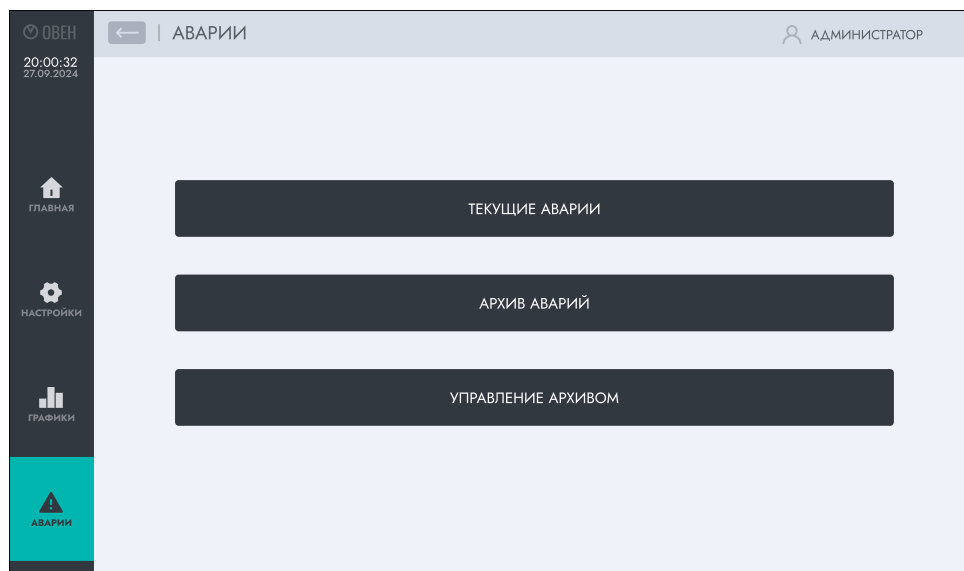 ОВЕН
АВАРИИ
АДМИНИСТРАТОР
20:00:32
27.09.2024
ГЛАВНАЯ
ТЕКУЩИЕ АВАРИИ
НАСТРОЙКИ
АРХИВ АВАРИЙ
ГРАФИКИ
УПРАВЛЕНИЕ АРХИВОМ
АВАРИИ